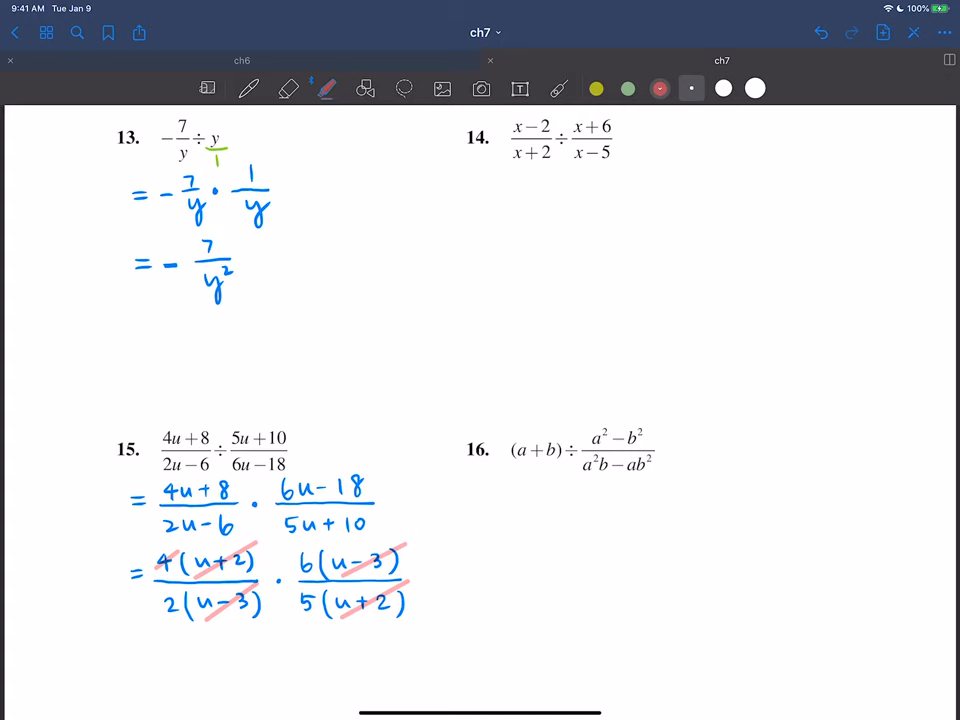 9:41 AM Tue Jan 9 100%
ch7
ch6 ch7
T
13. −7/y ÷ y/1
= − 7/y · 1/y
= − 7/y²
14. (x − 2)/(x + 2) ÷ (x + 6)/(x − 5)
15. (4u + 8)/(2u − 6) ÷ (5u + 10)/(6u − 18)
= (4u + 8)/(2u − 6) · (6u − 18)/(5u + 10)
= 4(u + 2)/2(u − 3) · 6(u − 3)/5(u + 2)
16. (a + b) ÷ (a² − b²)/(a²b − ab²)